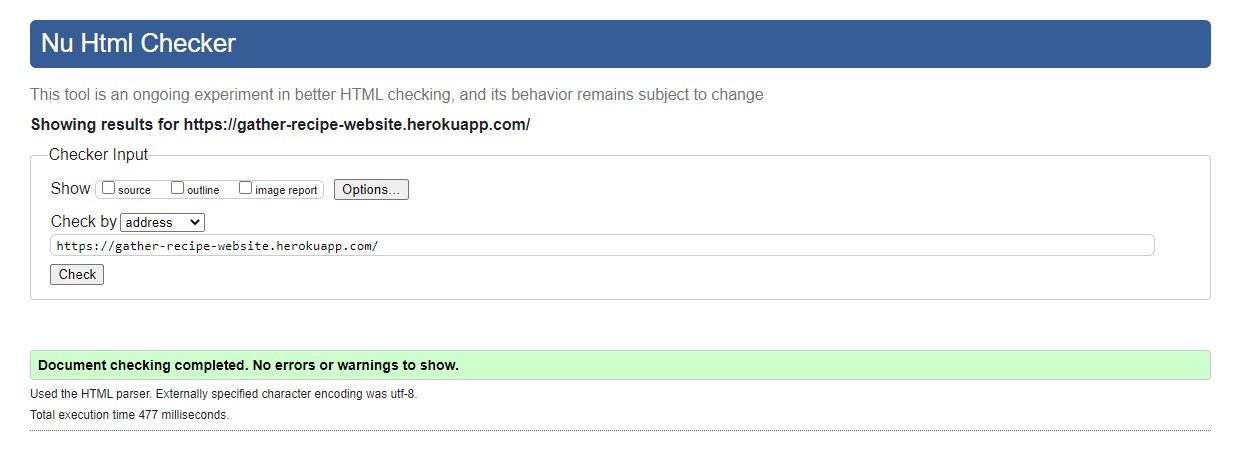 Nu Html Checker
This tool is an ongoing experiment in better HTML checking, and its behavior remains subject to change
Showing results for https://gather-recipe-website.herokuapp.com/
Checker Input
Show source outline image report Options...
Check by address
https://gather-recipe-website.herokuapp.com/
Check
Document checking completed. No errors or warnings to show.
Used the HTML parser. Externally specified character encoding was utf-8.
Total execution time 477 milliseconds.